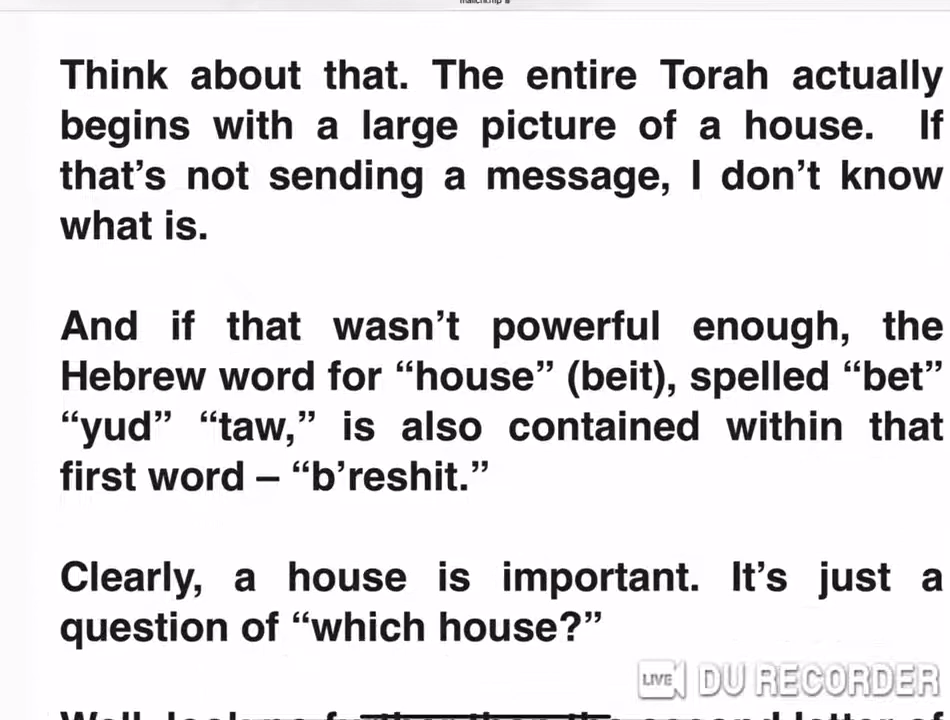 Think about that. The entire Torah actually
begins with a large picture of a house. If
that's not sending a message, I don't know
what is.
And if that wasn't powerful enough, the
Hebrew word for “house” (beit), spelled “bet”
“yud” “taw,” is also contained within that
first word – “b’reshit.”
Clearly, a house is important. It’s just a
question of “which house?”
LIVE DU RECORDER